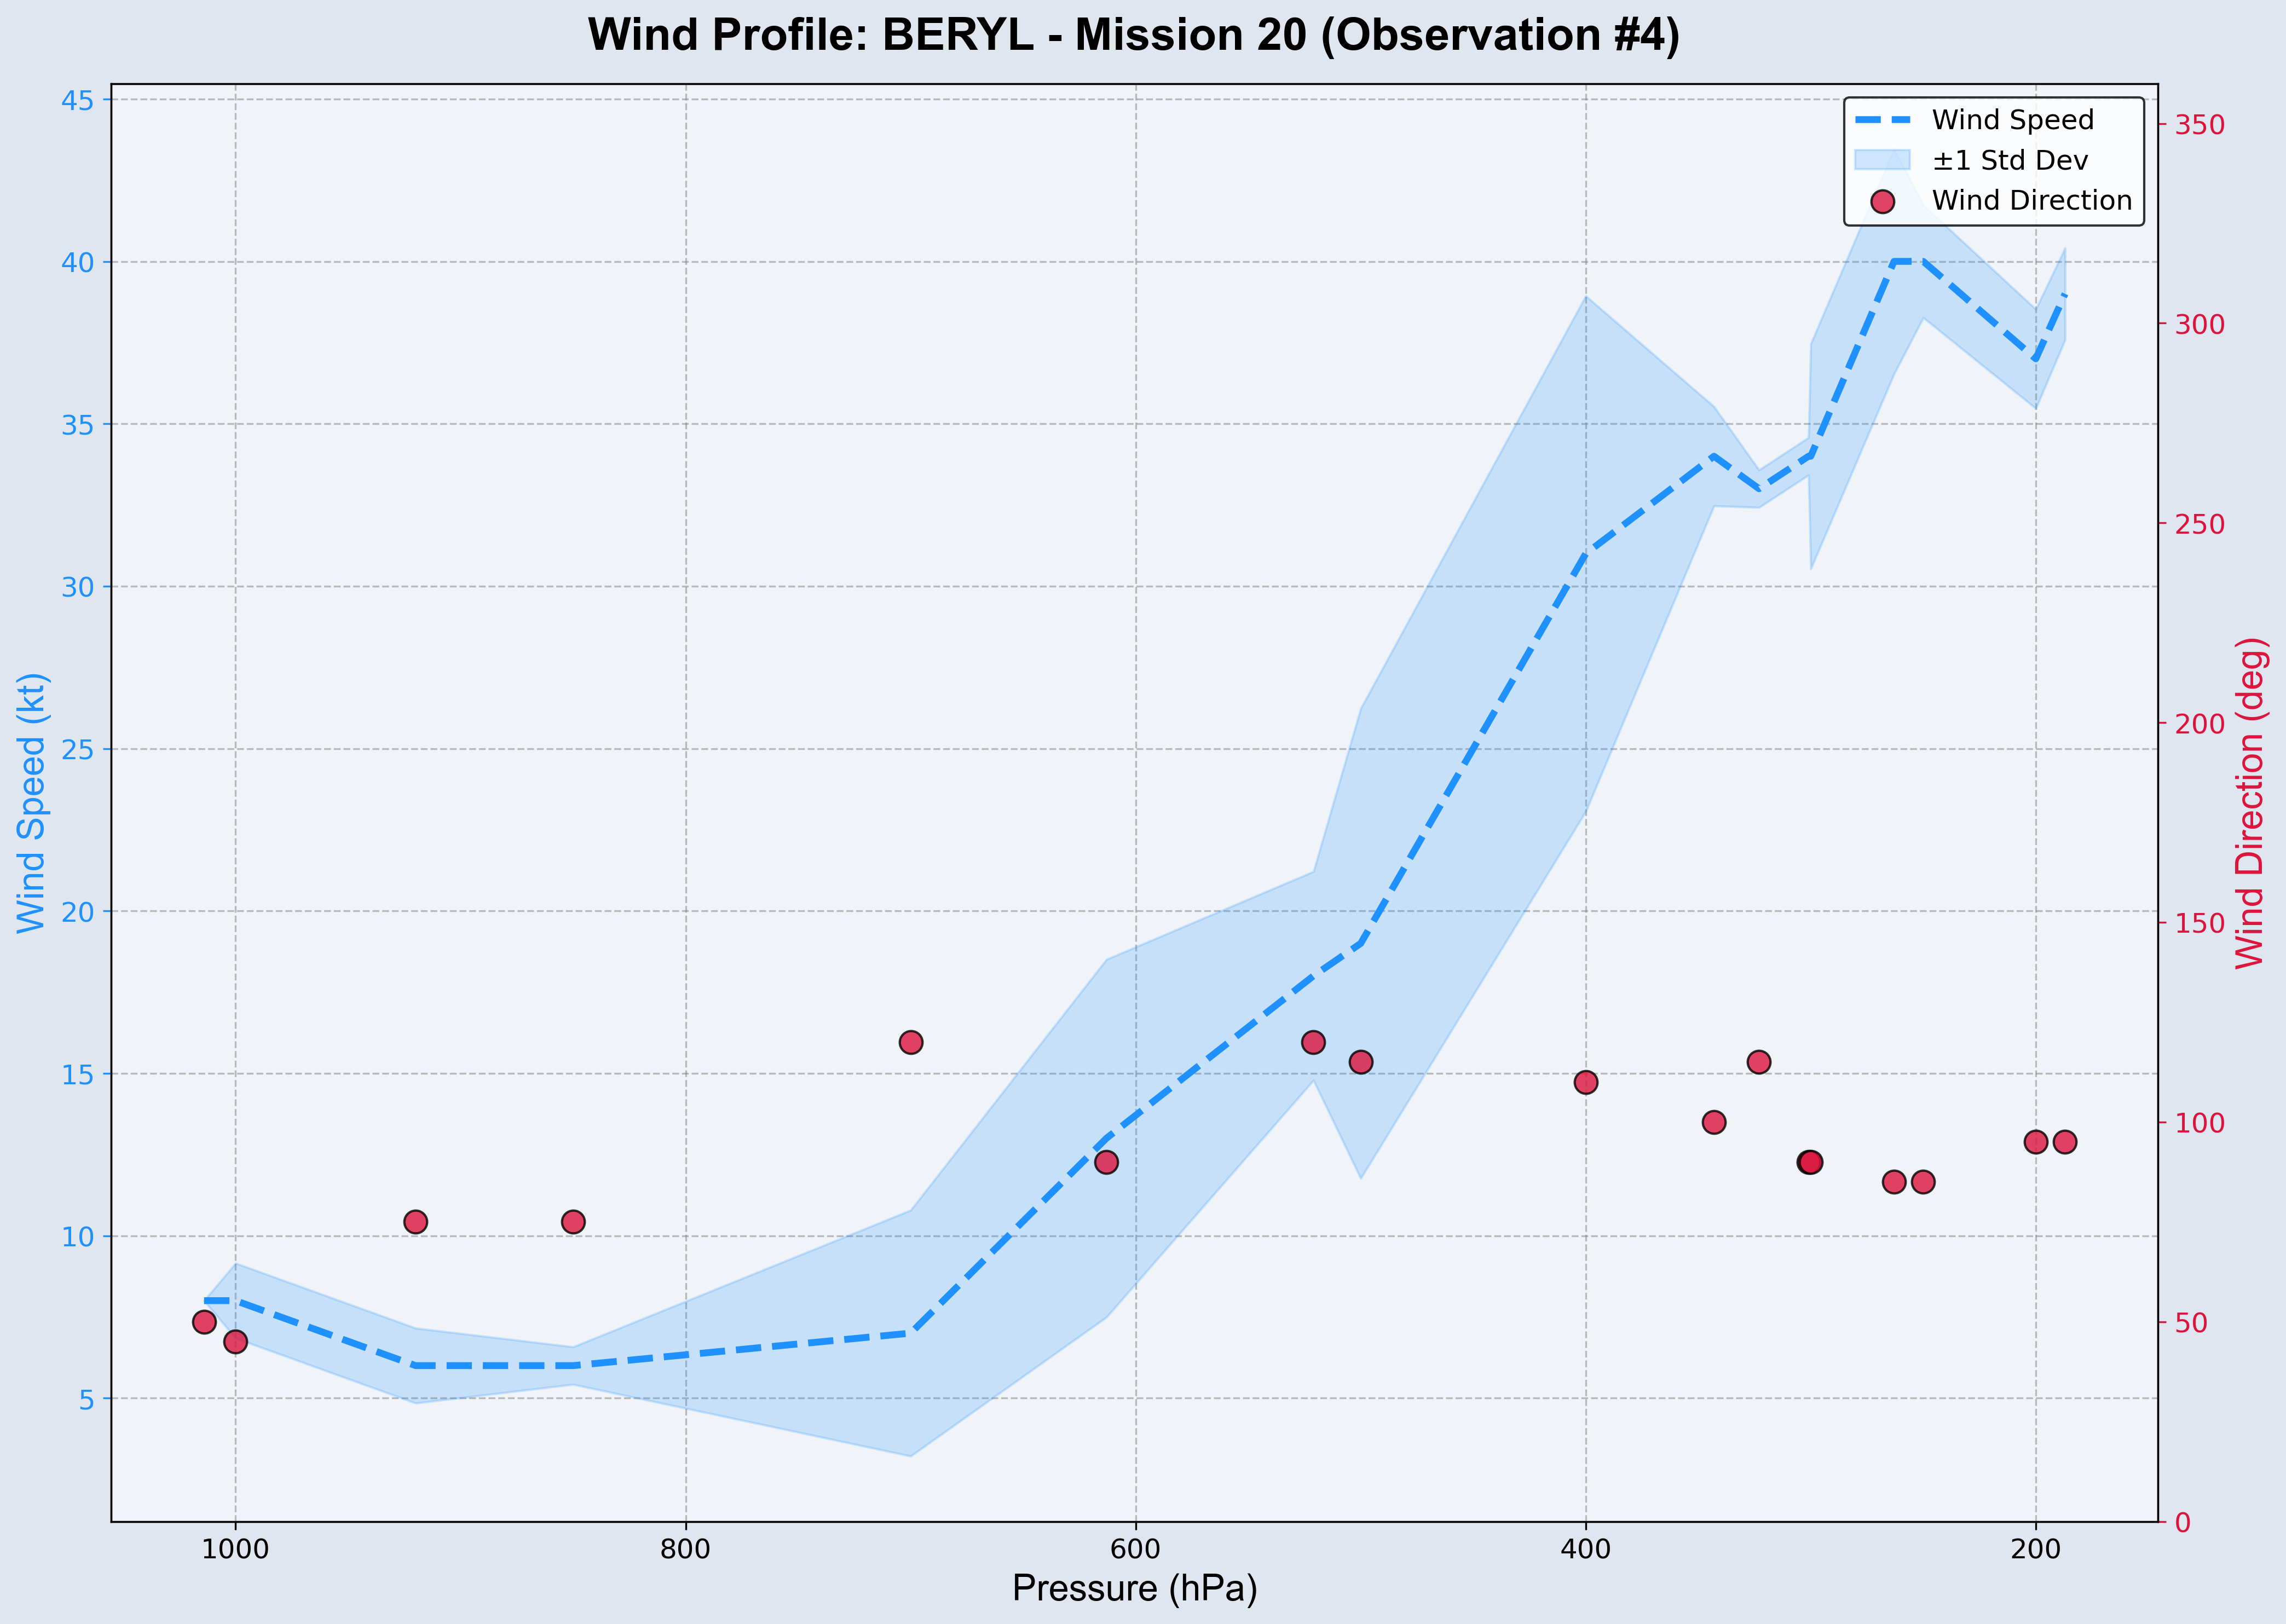 Wind Profile: BERYL - Mission 20 (Observation #4)
Wind Speed
±1 Std Dev
Wind Direction
45
40
35
30
25
20
15
10
5
Wind Speed (kt)
350
300
250
200
150
100
50
0
Wind Direction (deg)
1000 800 600 400 200
Pressure (hPa)